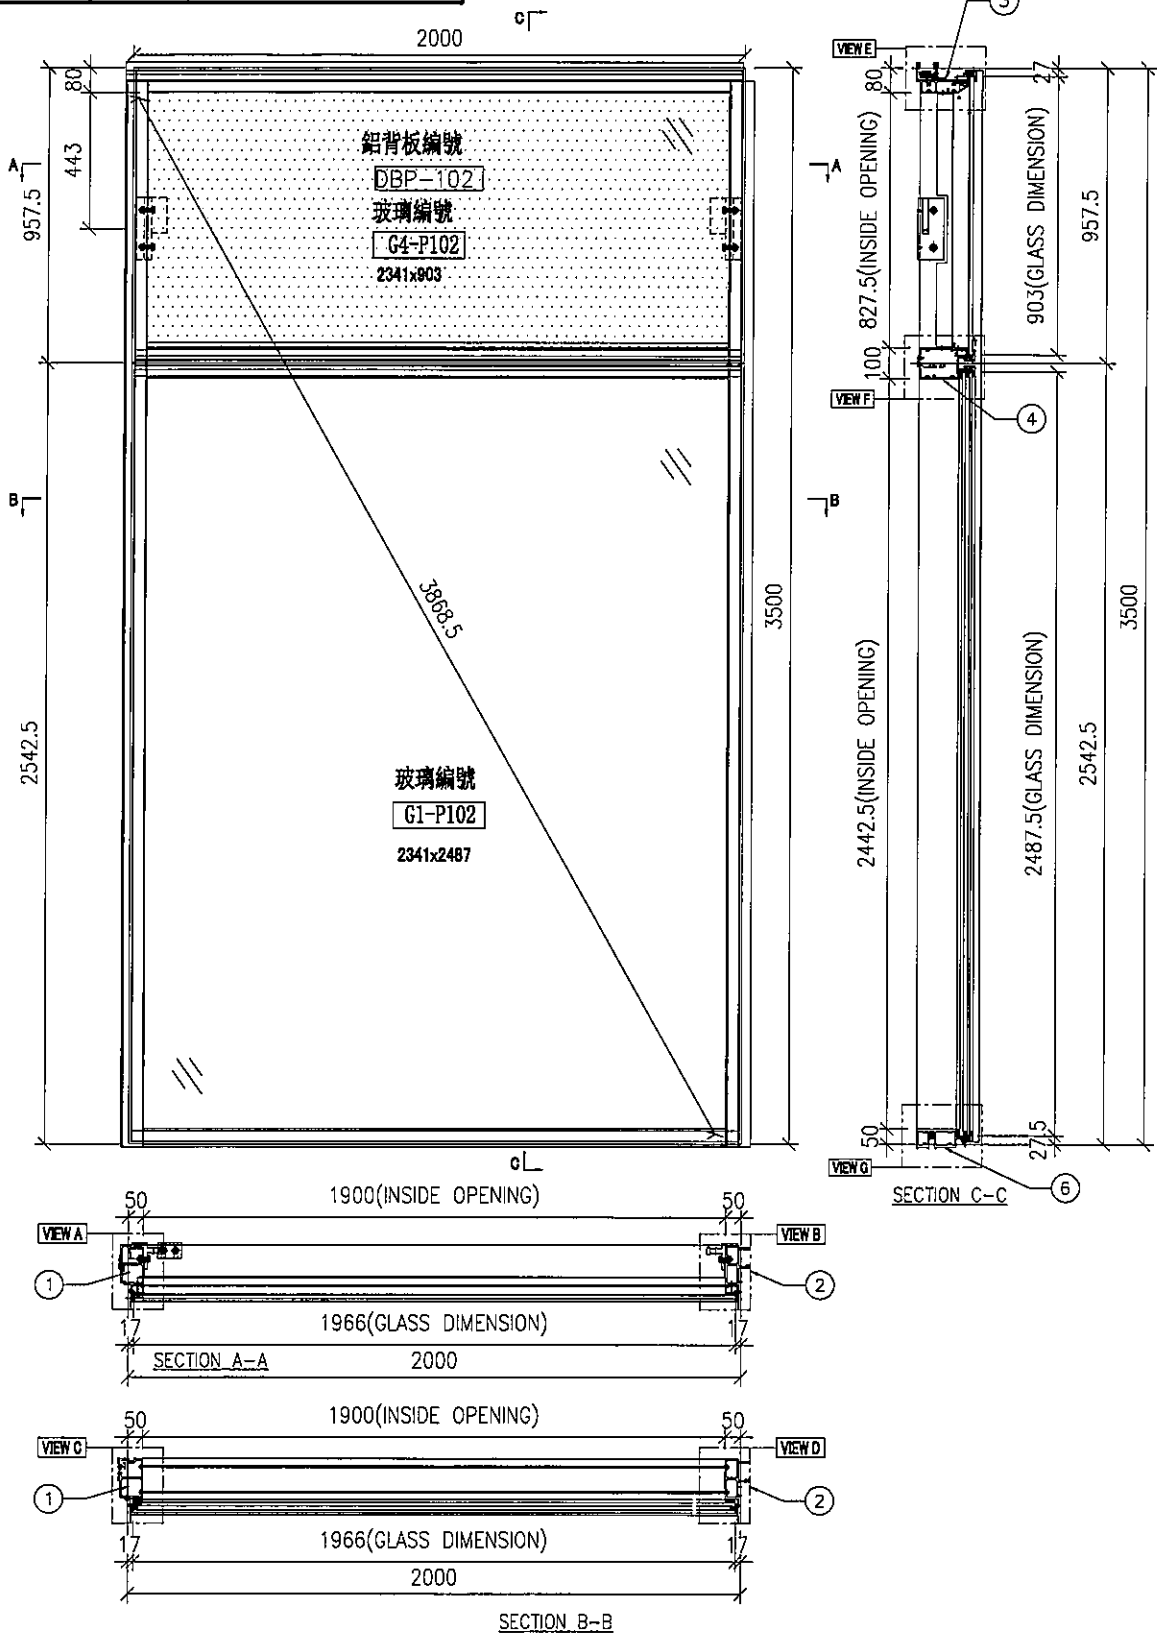 C
2000
80
443
957.5
A
A
鋁背板編號
DBP-102
玻璃編號
G4-P102
2341x903
B
B
3868.5
3500
2542.5
玻璃編號
G1-P102
2341x2487
C
VIEW E
3
80
27
827.5(INSIDE OPENING)
903(GLASS DIMENSION)
957.5
100
VIEW F
4
3500
2442.5(INSIDE OPENING)
2487.5(GLASS DIMENSION)
2542.5
50
27.5
VIEW G
6
SECTION C-C
50
1900(INSIDE OPENING)
50
VIEW A
VIEW B
1
2
17
1966(GLASS DIMENSION)
17
SECTION A-A
2000
50
1900(INSIDE OPENING)
50
VIEW C
VIEW D
1
2
17
1966(GLASS DIMENSION)
17
2000
SECTION B-B